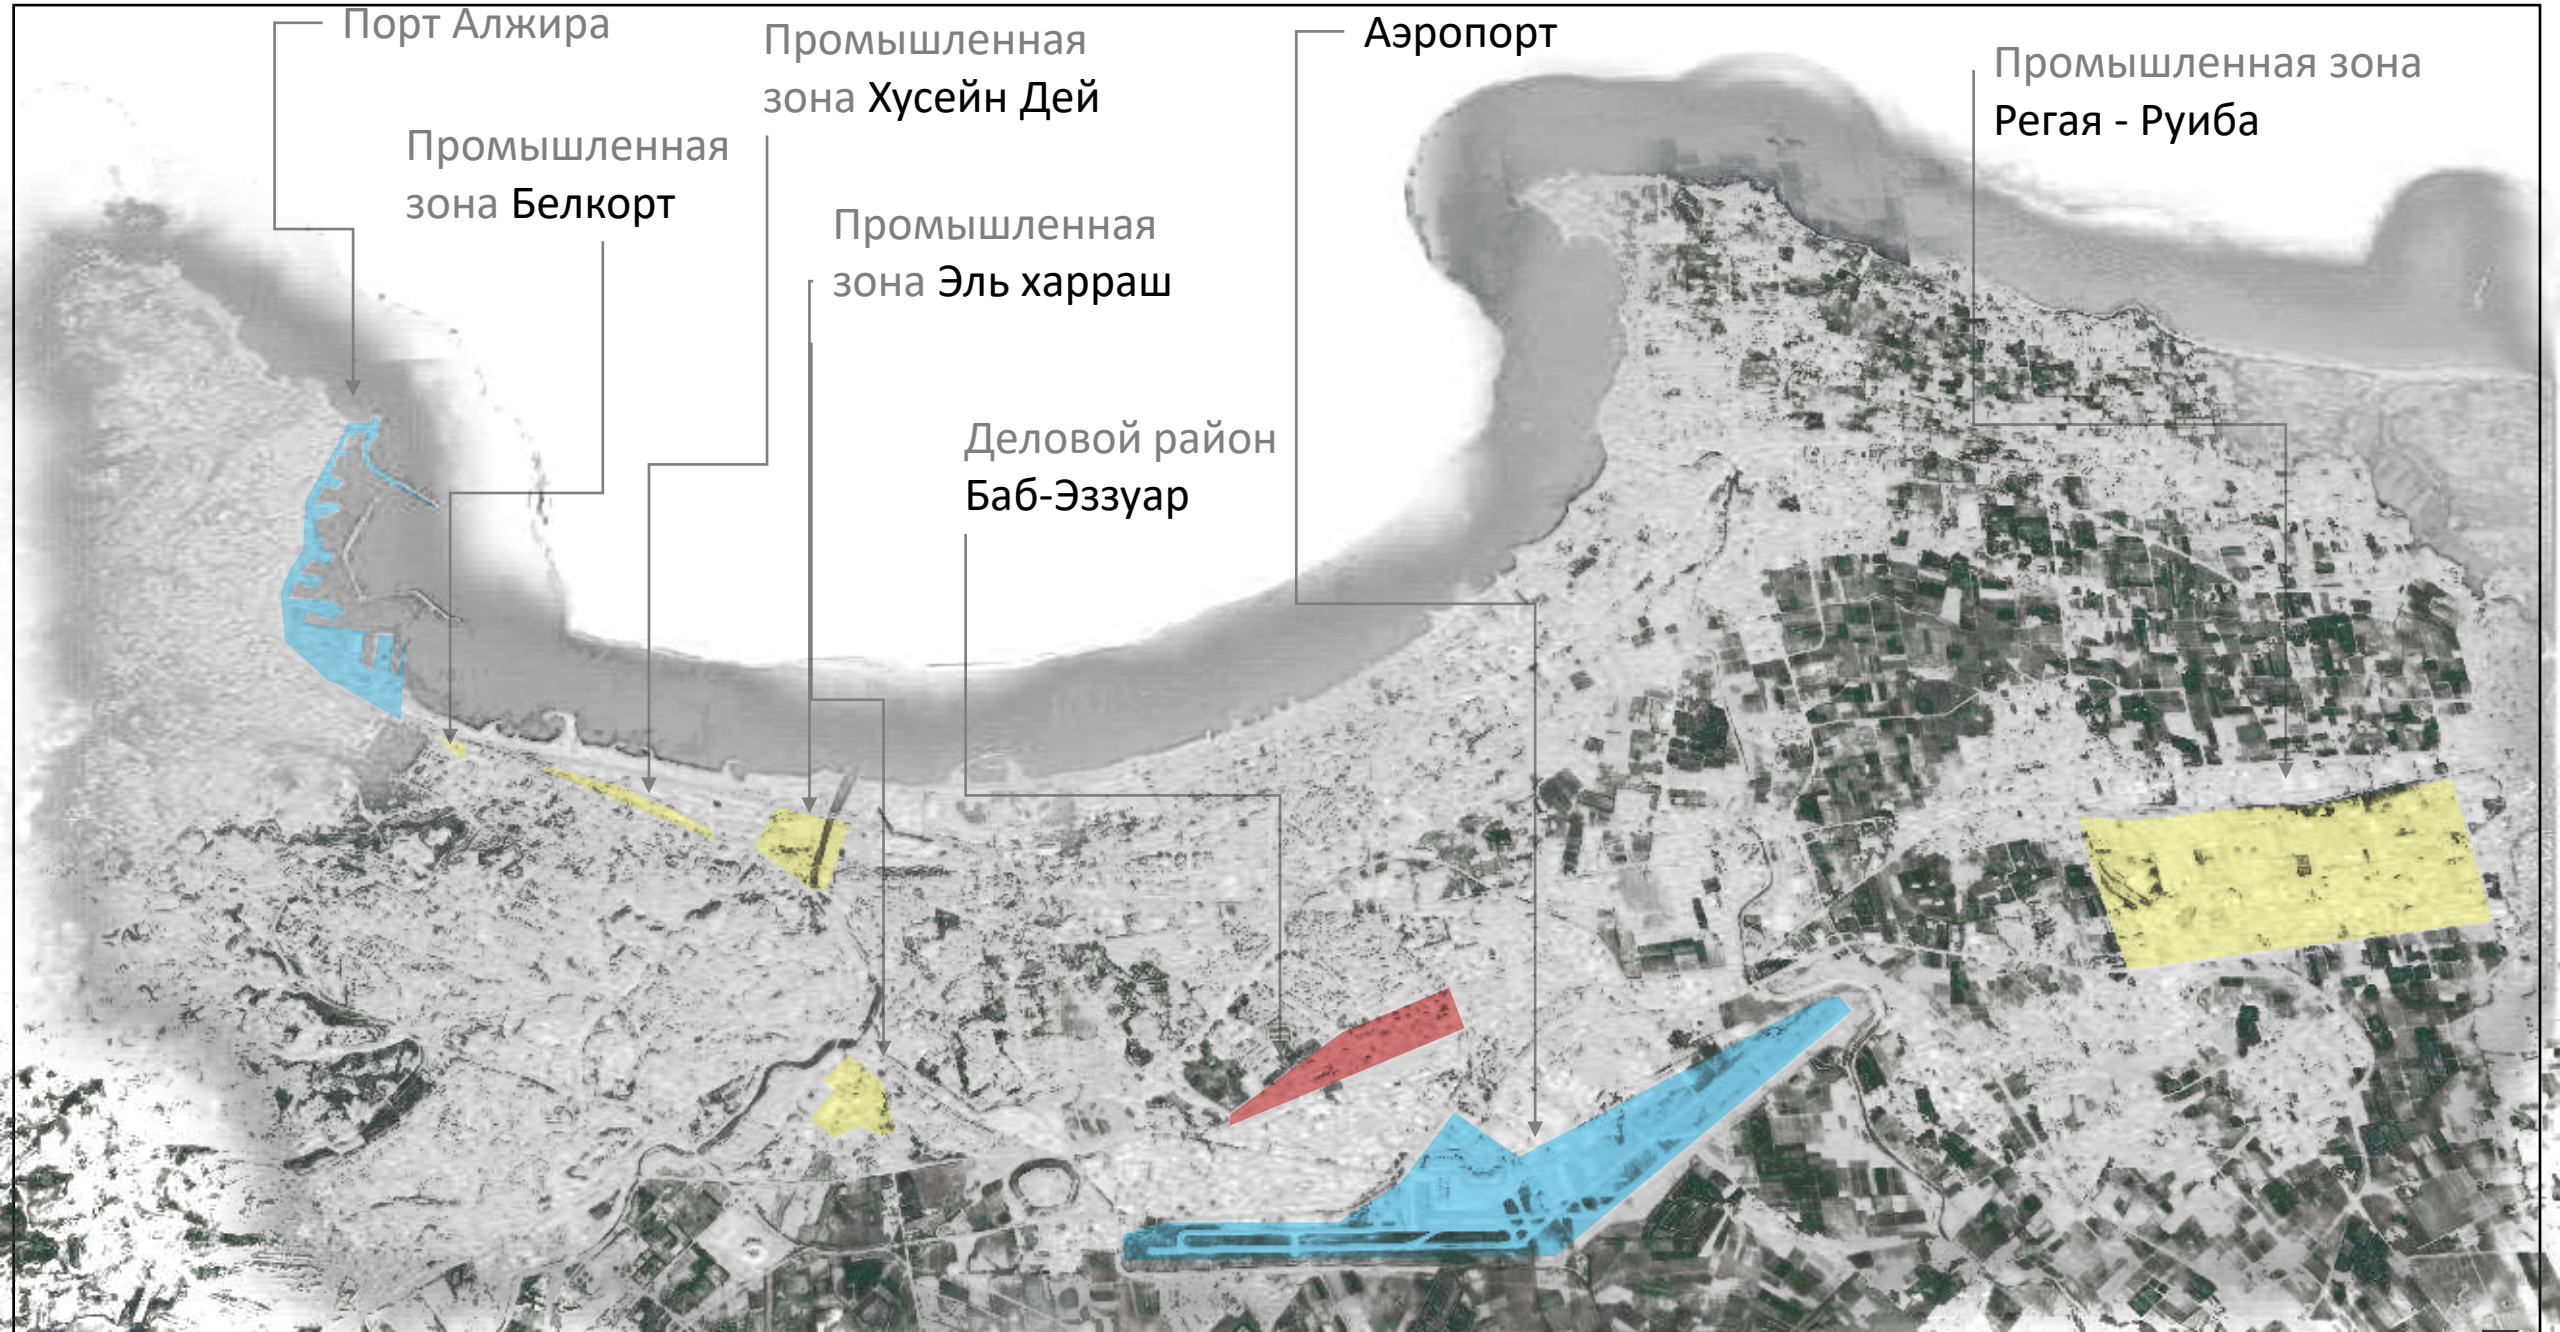 Порт Алжира
Промышленная
зона Белкорт
Промышленная
зона Хусейн Дей
Промышленная
зона Эль харраш
Деловой район
Баб-Эззуар
Аэропорт
Промышленная зона
Регая - Руиба